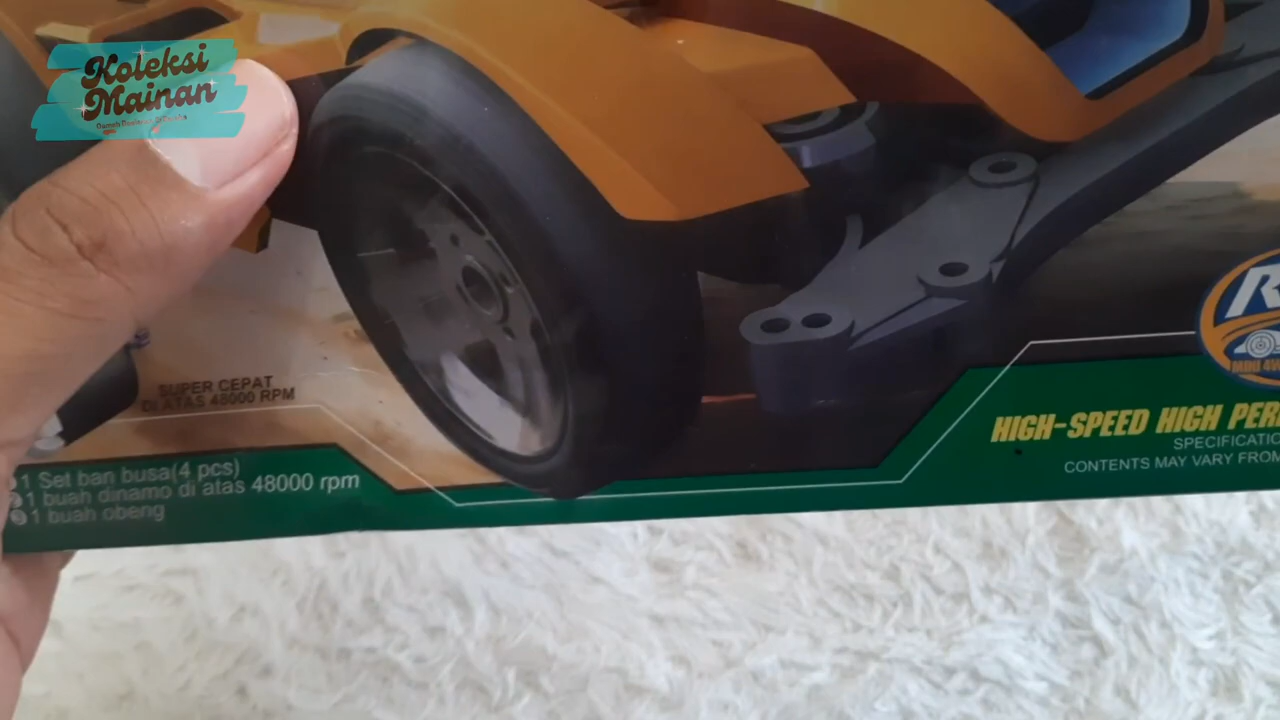 Koleksi
Mainan
SUPER CEPAT
DI ATAS 48000 RPM
1 Set ban busa(4 pcs)
1 buah dinamo di atas 48000 rpm
1 buah obeng
HIGH-SPEED HIGH PER
SPECIFICATIO
CONTENTS MAY VARY FROM
R